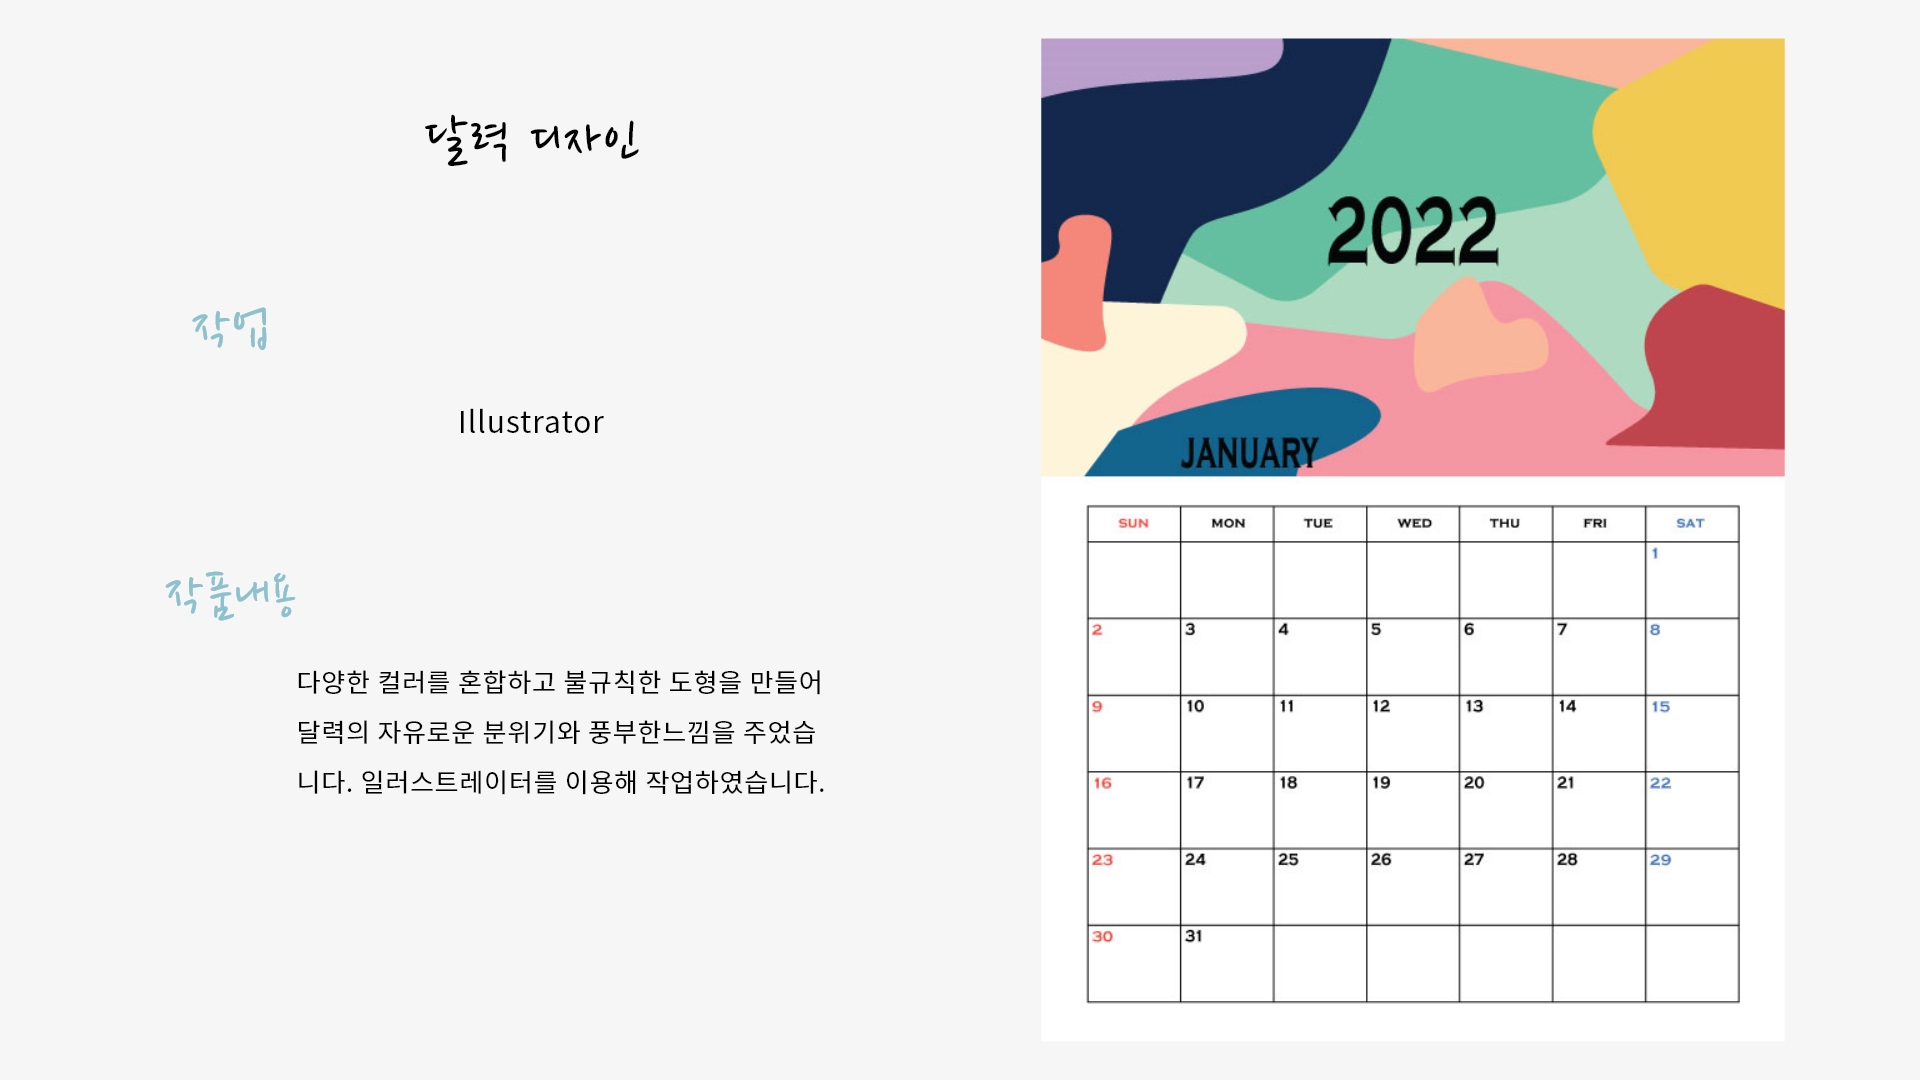 달력 디자인
작업
Illustrator
작품내용
다양한 컬러를 혼합하고 불규칙한 도형을 만들어
달력의 자유로운 분위기와 풍부한느낌을 주었습
니다. 일러스트레이터를 이용해 작업하였습니다.
2022
JANUARY
SUN MON TUE WED THU FRI SAT
1
2 3 4 5 6 7 8
9 10 11 12 13 14 15
16 17 18 19 20 21 22
23 24 25 26 27 28 29
30 31